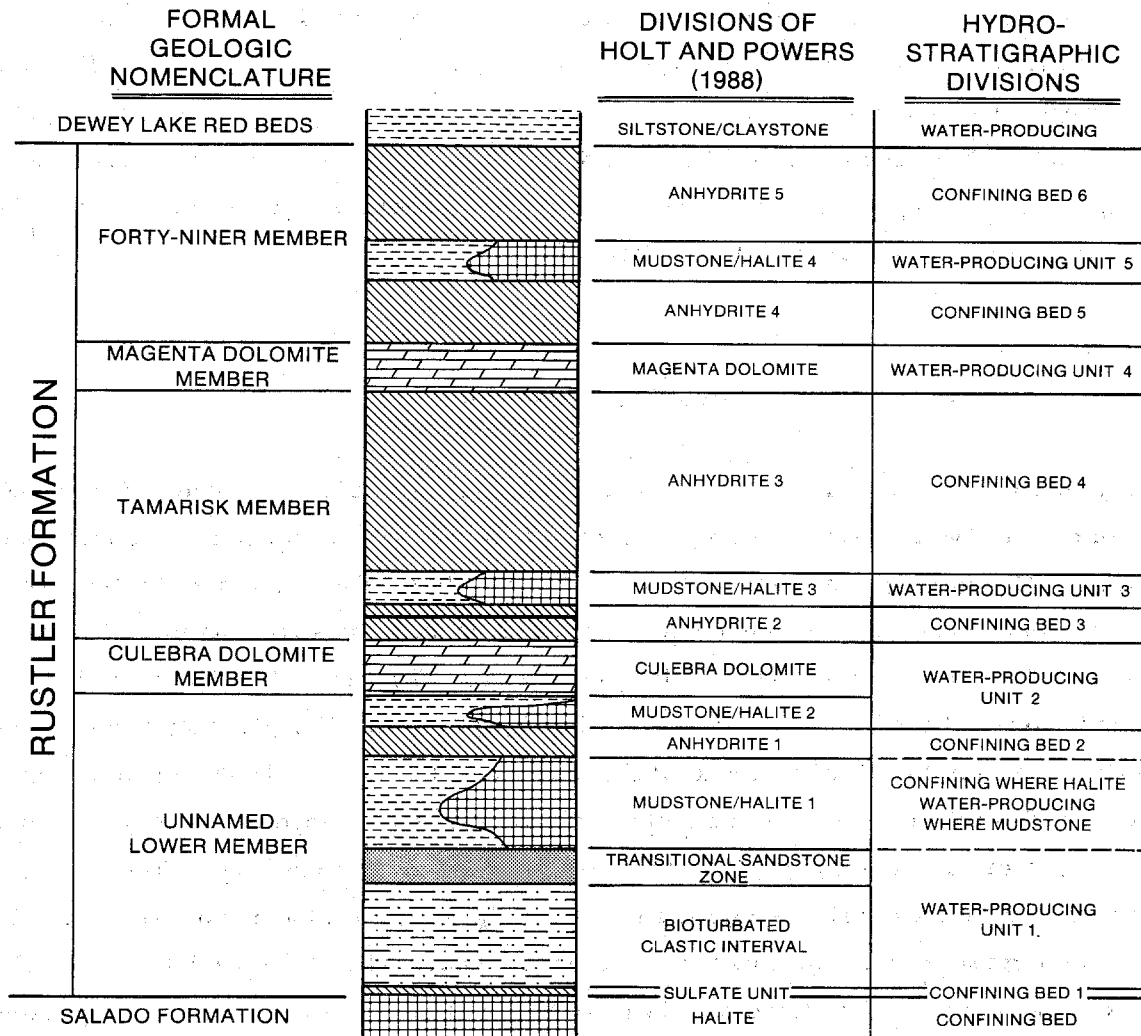 FORMAL
GEOLOGIC
NOMENCLATURE
DIVISIONS OF
HOLT AND POWERS
(1988)
HYDRO-
STRATIGRAPHIC
DIVISIONS
DEWEY LAKE RED BEDS
SILTSTONE/CLAYSTONE
WATER-PRODUCING
RUSTLER FORMATION
FORTY-NINER MEMBER
ANHYDRITE 5
CONFINING BED 6
MUDSTONE/HALITE 4
WATER-PRODUCING UNIT 5
ANHYDRITE 4
CONFINING BED 5
MAGENTA DOLOMITE
MEMBER
MAGENTA DOLOMITE
WATER-PRODUCING UNIT 4
TAMARISK MEMBER
ANHYDRITE 3
CONFINING BED 4
MUDSTONE/HALITE 3
WATER-PRODUCING UNIT 3
ANHYDRITE 2
CONFINING BED 3
CULEBRA DOLOMITE
MEMBER
CULEBRA DOLOMITE
WATER-PRODUCING
UNIT 2
MUDSTONE/HALITE 2
ANHYDRITE 1
CONFINING BED 2
UNNAMED
LOWER MEMBER
MUDSTONE/HALITE 1
CONFINING WHERE HALITE
WATER-PRODUCING
WHERE MUDSTONE
TRANSITIONAL SANDSTONE
ZONE
BIOTURBATED
CLASTIC INTERVAL
WATER-PRODUCING
UNIT 1.
SULFATE UNIT
CONFINING BED 1
SALADO FORMATION
HALITE
CONFINING BED